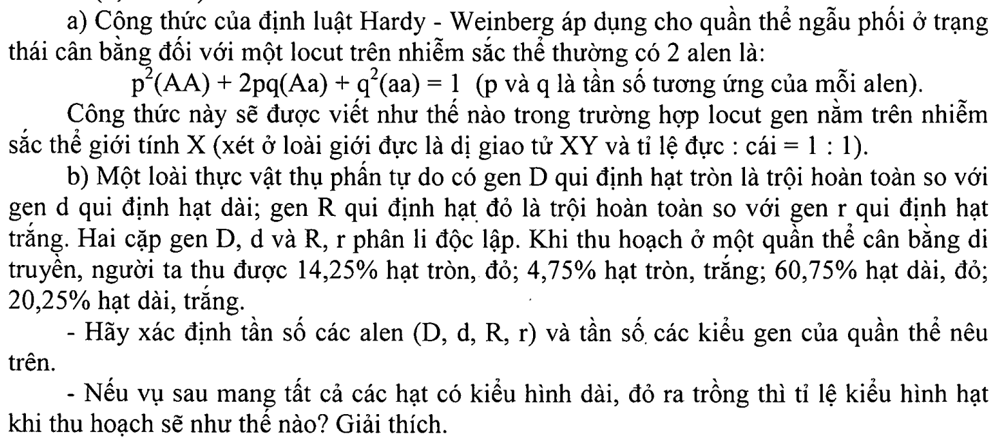 a) Công thức của định luật Hardy - Weinberg áp dụng cho quần thể ngẫu phối ở trạng
thái cân bằng đối với một locut trên nhiễm sắc thể thường có 2 alen là:
p²(AA) + 2pq(Aa) + q²(aa) = 1 (p và q là tần số tương ứng của mỗi alen).
Công thức này sẽ được viết như thế nào trong trường hợp locut gen nằm trên nhiễm
sắc thể giới tính X (xét ở loài giới đực là dị giao tử XY và tỉ lệ đực : cái = 1 : 1).
b) Một loài thực vật thụ phấn tự do có gen D qui định hạt tròn là trội hoàn toàn so với
gen d qui định hạt dài; gen R qui định hạt đỏ là trội hoàn toàn so với gen r qui định hạt
trắng. Hai cặp gen D, d và R, r phân li độc lập. Khi thu hoạch ở một quần thể cân bằng di
truyền, người ta thu được 14,25% hạt tròn, đỏ; 4,75% hạt tròn, trắng; 60,75% hạt dài, đỏ;
20,25% hạt dài, trắng.
- Hãy xác định tần số các alen (D, d, R, r) và tần số các kiểu gen của quần thể nêu
trên.
- Nếu vụ sau mang tất cả các hạt có kiểu hình dài, đỏ ra trồng thì tỉ lệ kiểu hình hạt
khi thu hoạch sẽ như thế nào? Giải thích.